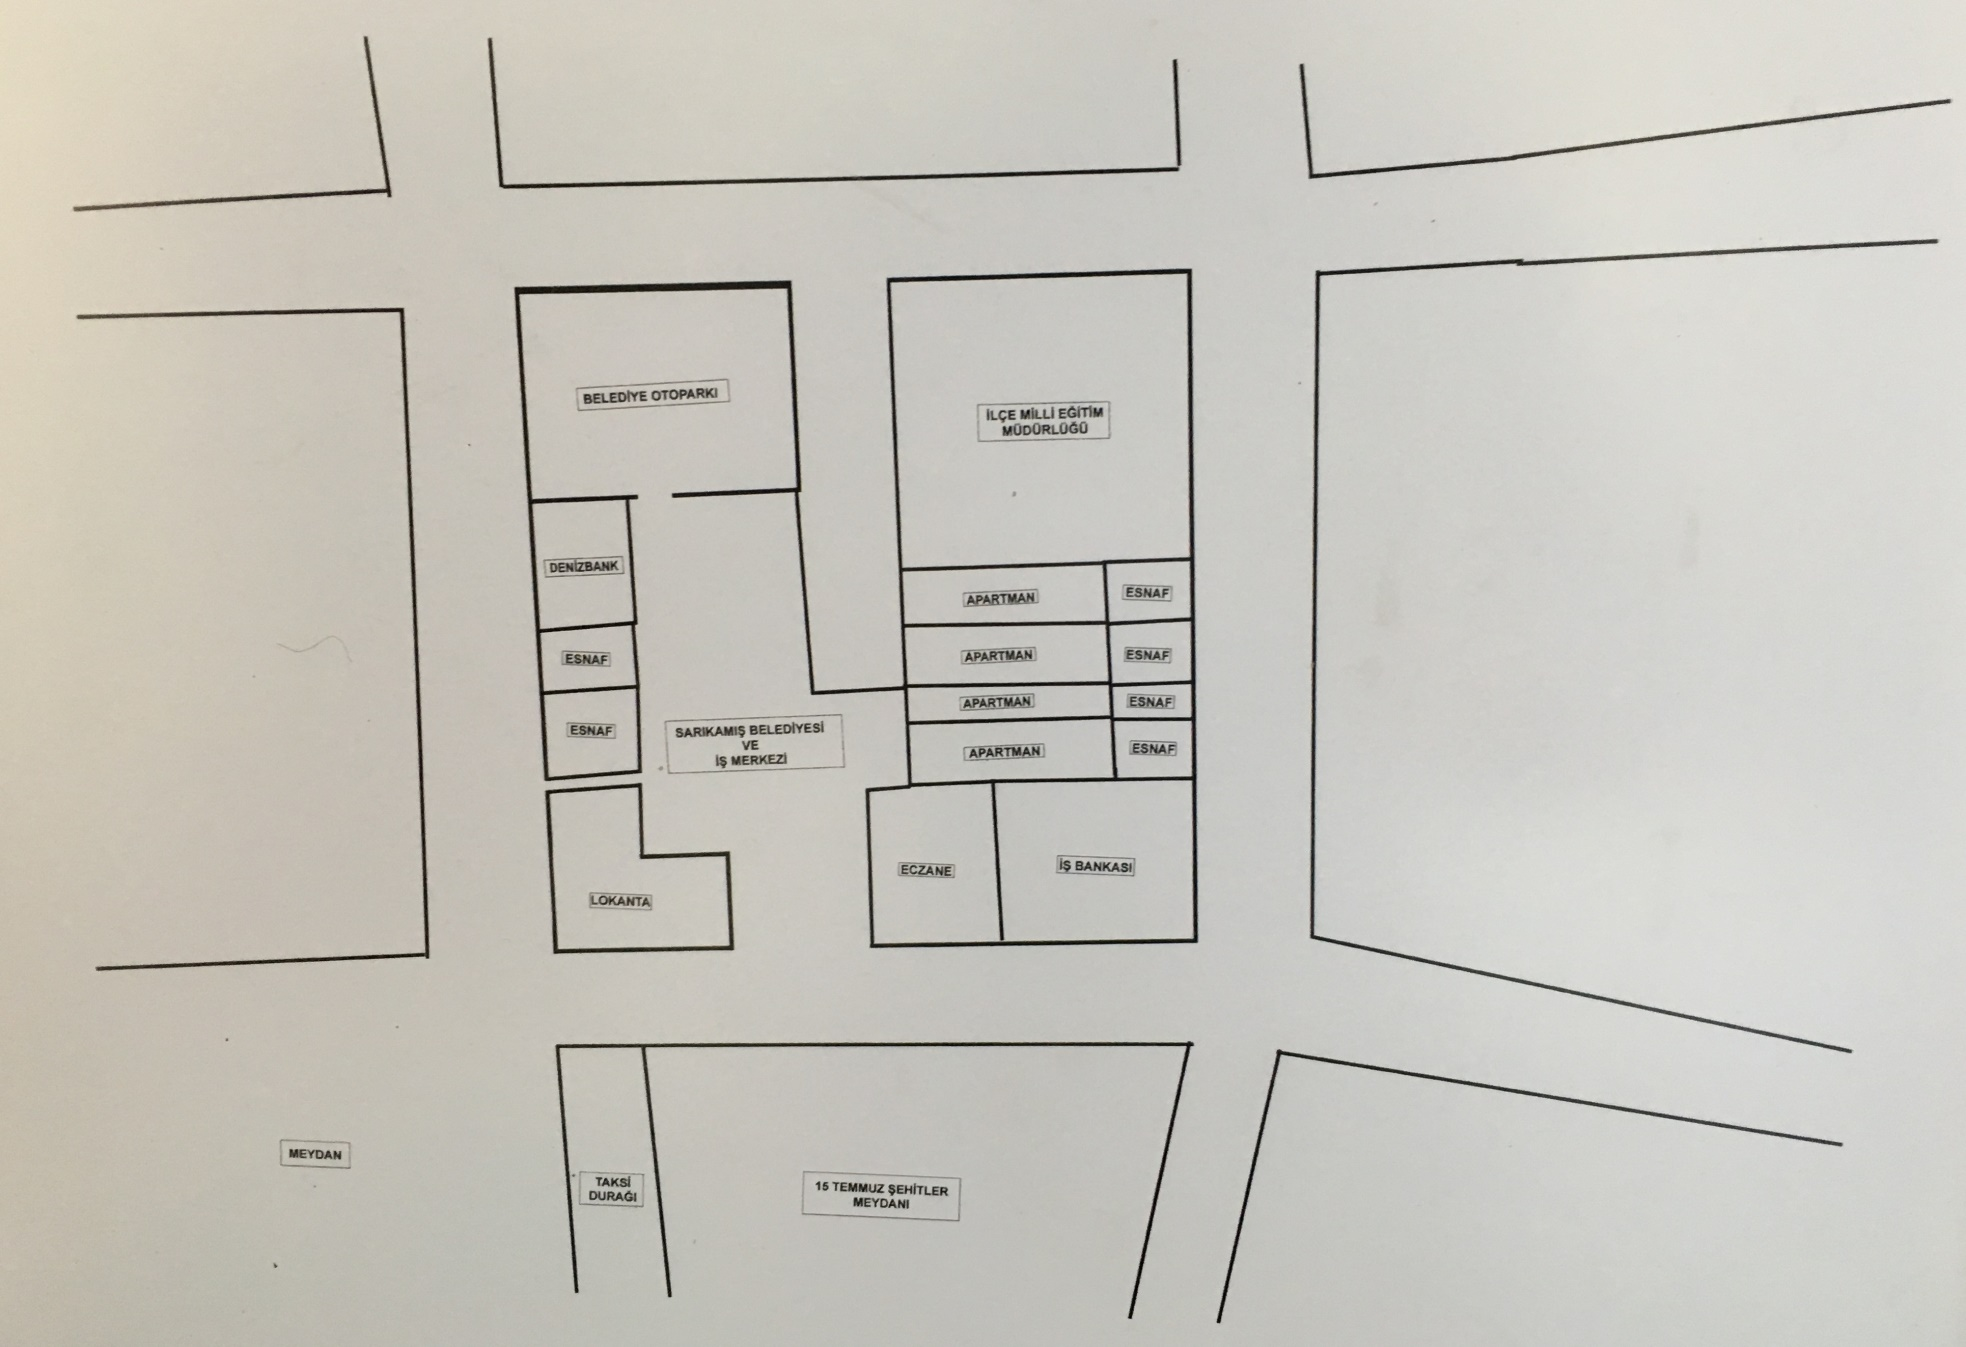 BELEDİYE OTOPARKI
İLÇE MİLLİ EĞİTİM
MÜDÜRLÜĞÜ
DENİZBANK
APARTMAN
ESNAF
ESNAF
APARTMAN
ESNAF
APARTMAN
ESNAF
ESNAF
SARIKAMIŞ BELEDİYESİ
VE
İŞ MERKEZİ
APARTMAN
ESNAF
LOKANTA
ECZANE
İŞ BANKASI
MEYDAN
TAKSİ
DURAĞI
15 TEMMUZ ŞEHİTLER
MEYDANI